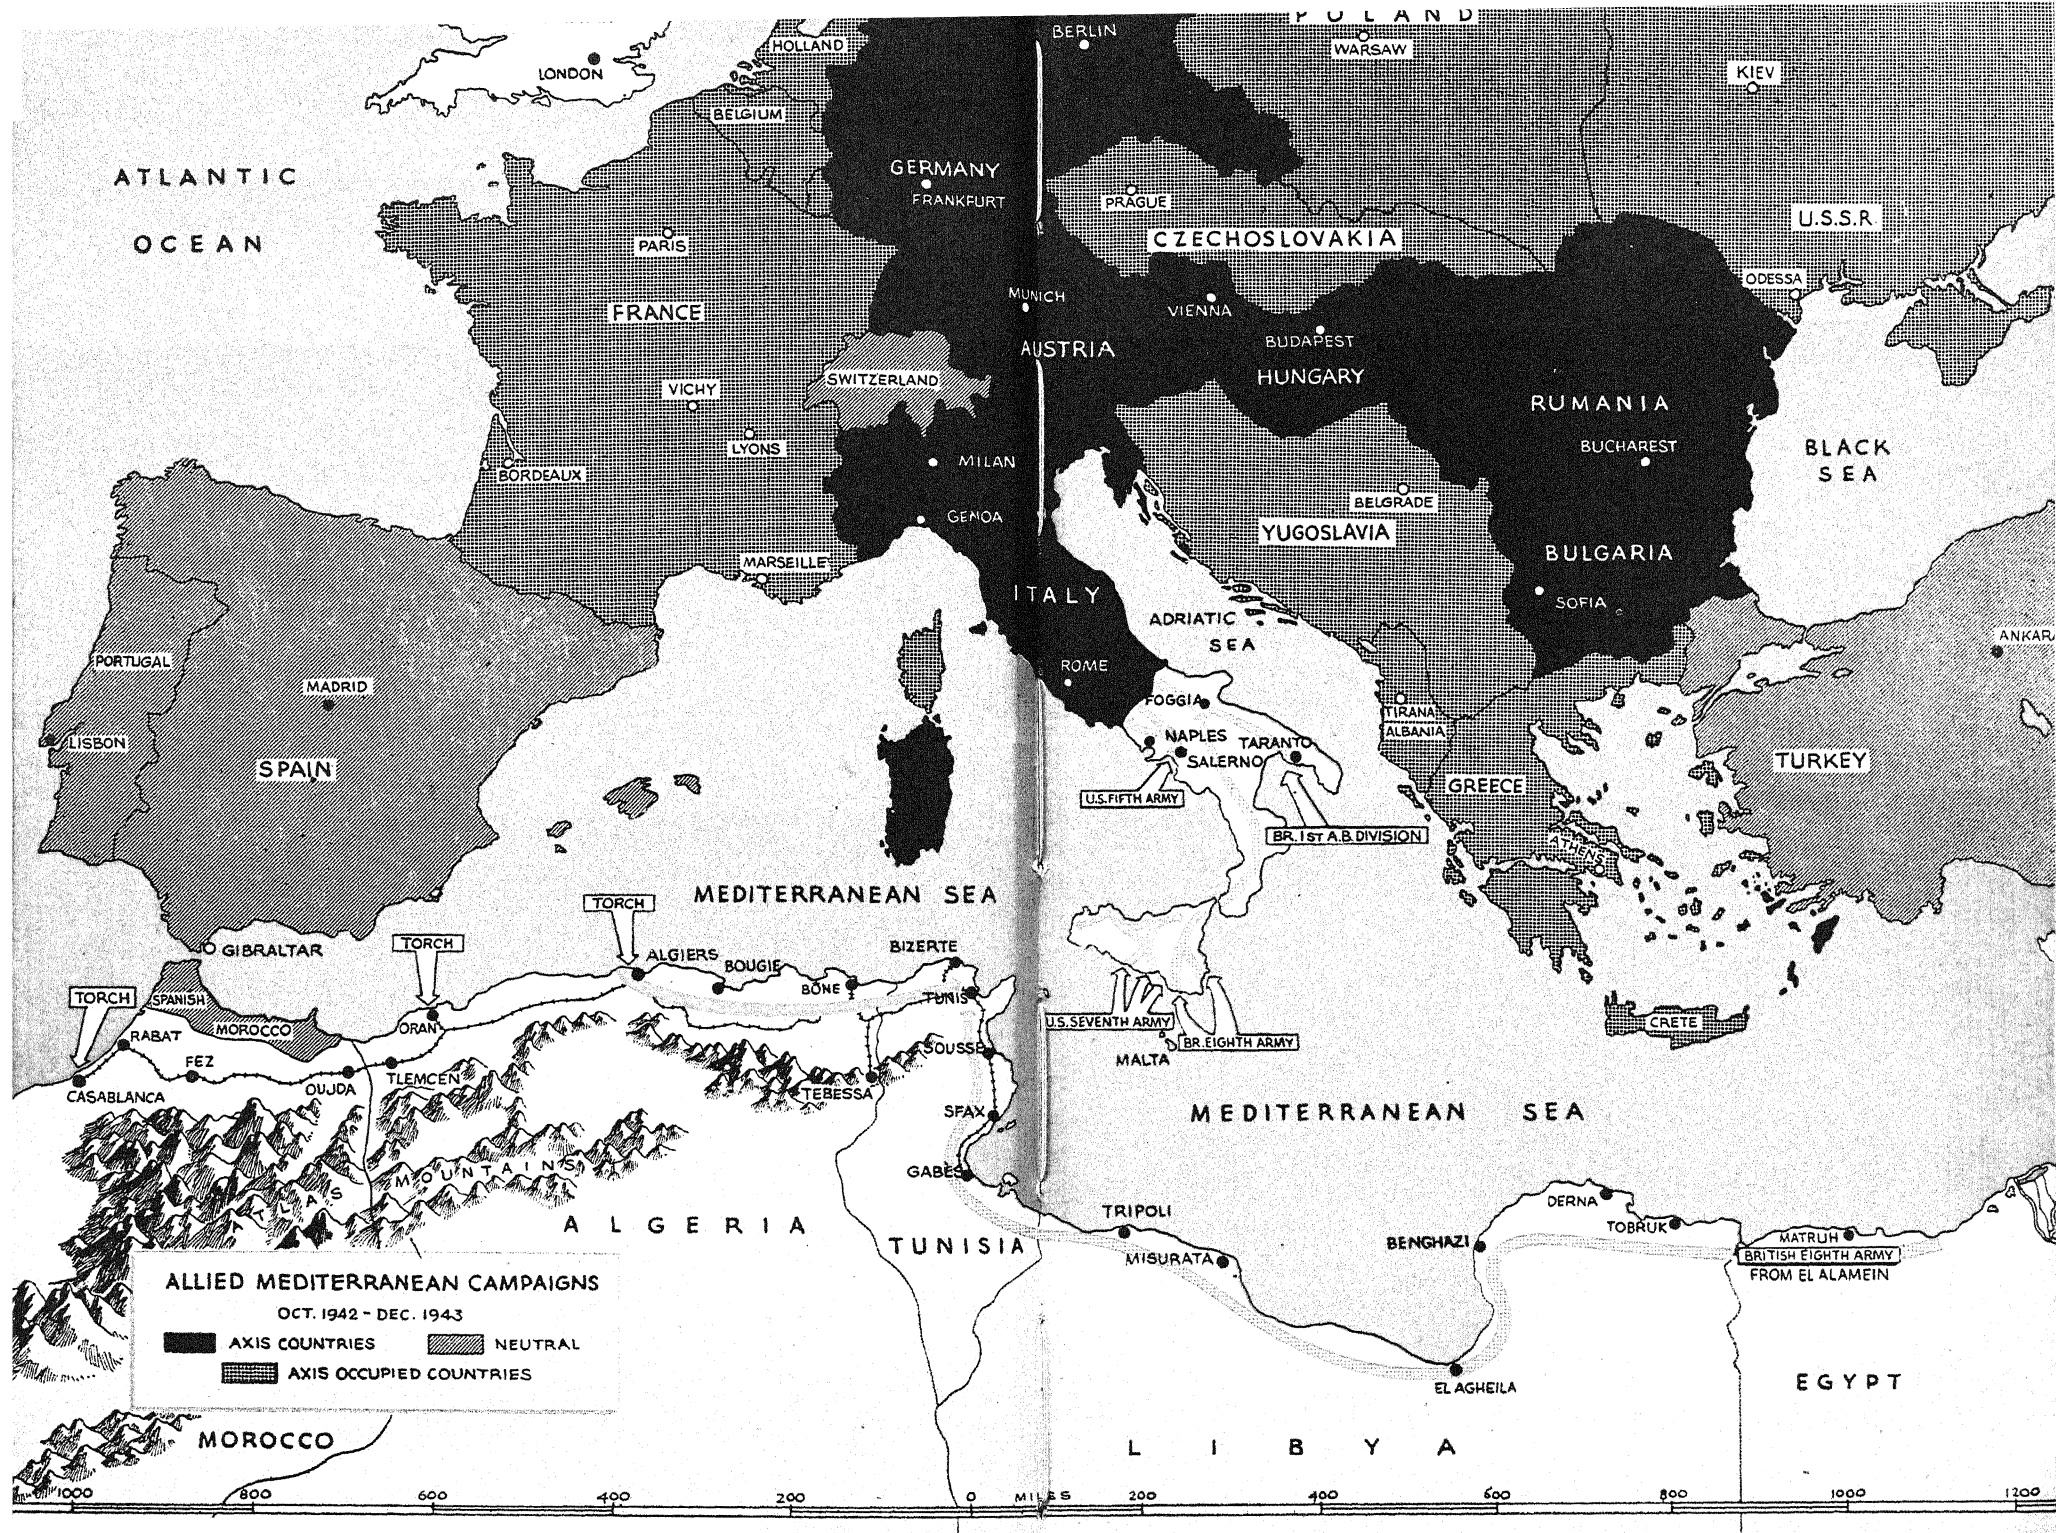 POLAND
BERLIN
HOLLAND
WARSAW
LONDON
KIEV
BELGIUM
ATLANTIC
OCEAN
GERMANY
FRANKFURT
PRAGUE
U.S.S.R.
PARIS
CZECHOSLOVAKIA
ODESSA
MUNICH
FRANCE
VIENNA
BUDAPEST
AUSTRIA
HUNGARY
SWITZERLAND
VICHY
RUMANIA
LYONS
BUCHAREST
BLACK
SEA
MILAN
BORDEAUX
BELGRADE
GENOA
YUGOSLAVIA
BULGARIA
MARSEILLE
ITALY
SOFIA
ADRIATIC
SEA
ANKARA
PORTUGAL
ROME
MADRID
FOGGIA
TIRANA
ALBANIA
LISBON
NAPLES
TARANTO
SALERNO
SPAIN
TURKEY
GREECE
U.S. FIFTH ARMY
BR. 1ST A.B. DIVISION
ATHENS
MEDITERRANEAN SEA
TORCH
TORCH
GIBRALTAR
ALGIERS
BIZERTE
BOUGIE
BÔNE
TUNIS
TORCH
SPANISH
MOROCCO
ORAN
U.S. SEVENTH ARMY
BR. EIGHTH ARMY
CRETE
RABAT
FEZ
SOUSSE
MALTA
OUJDA
TLEMCEN
TEBESSA
CASABLANCA
SFAX
MEDITERRANEAN SEA
ATLAS MOUNTAINS
GABES
DERNA
TRIPOLI
TOBRUK
ALGERIA
TUNISIA
MISURATA
BENGHAZI
MATRUH
BRITISH EIGHTH ARMY
FROM EL ALAMEIN
ALLIED MEDITERRANEAN CAMPAIGNS
OCT. 1942 - DEC. 1943
AXIS COUNTRIES
NEUTRAL
AXIS OCCUPIED COUNTRIES
EL AGHEILA
EGYPT
MOROCCO
LIBYA
1000 800 600 400 200 0 MILES 200 400 600 800 1000 1200